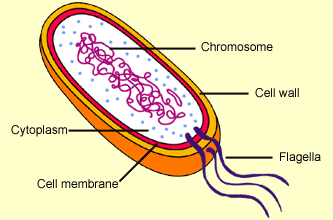 Chromosome
Cell wall
Cytoplasm
Flagella
Cell membrane